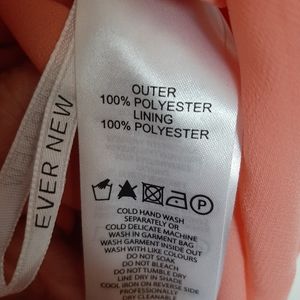 OUTER
100% POLYESTER
LINING
100% POLYESTER
P
COLD HAND WASH
SEPARATELY OR
COLD DELICATE MACHINE
WASH IN GARMENT BAG
WASH GARMENT INSIDE OUT
WASH WITH LIKE COLOURS
DO NOT SOAK
DO NOT BLEACH
DO NOT TUMBLE DRY
LINE DRY IN SHADE
COOL IRON ON REVERSE SIDE
PROFESSIONALLY
DRY CLEANABLE
EVER NEW